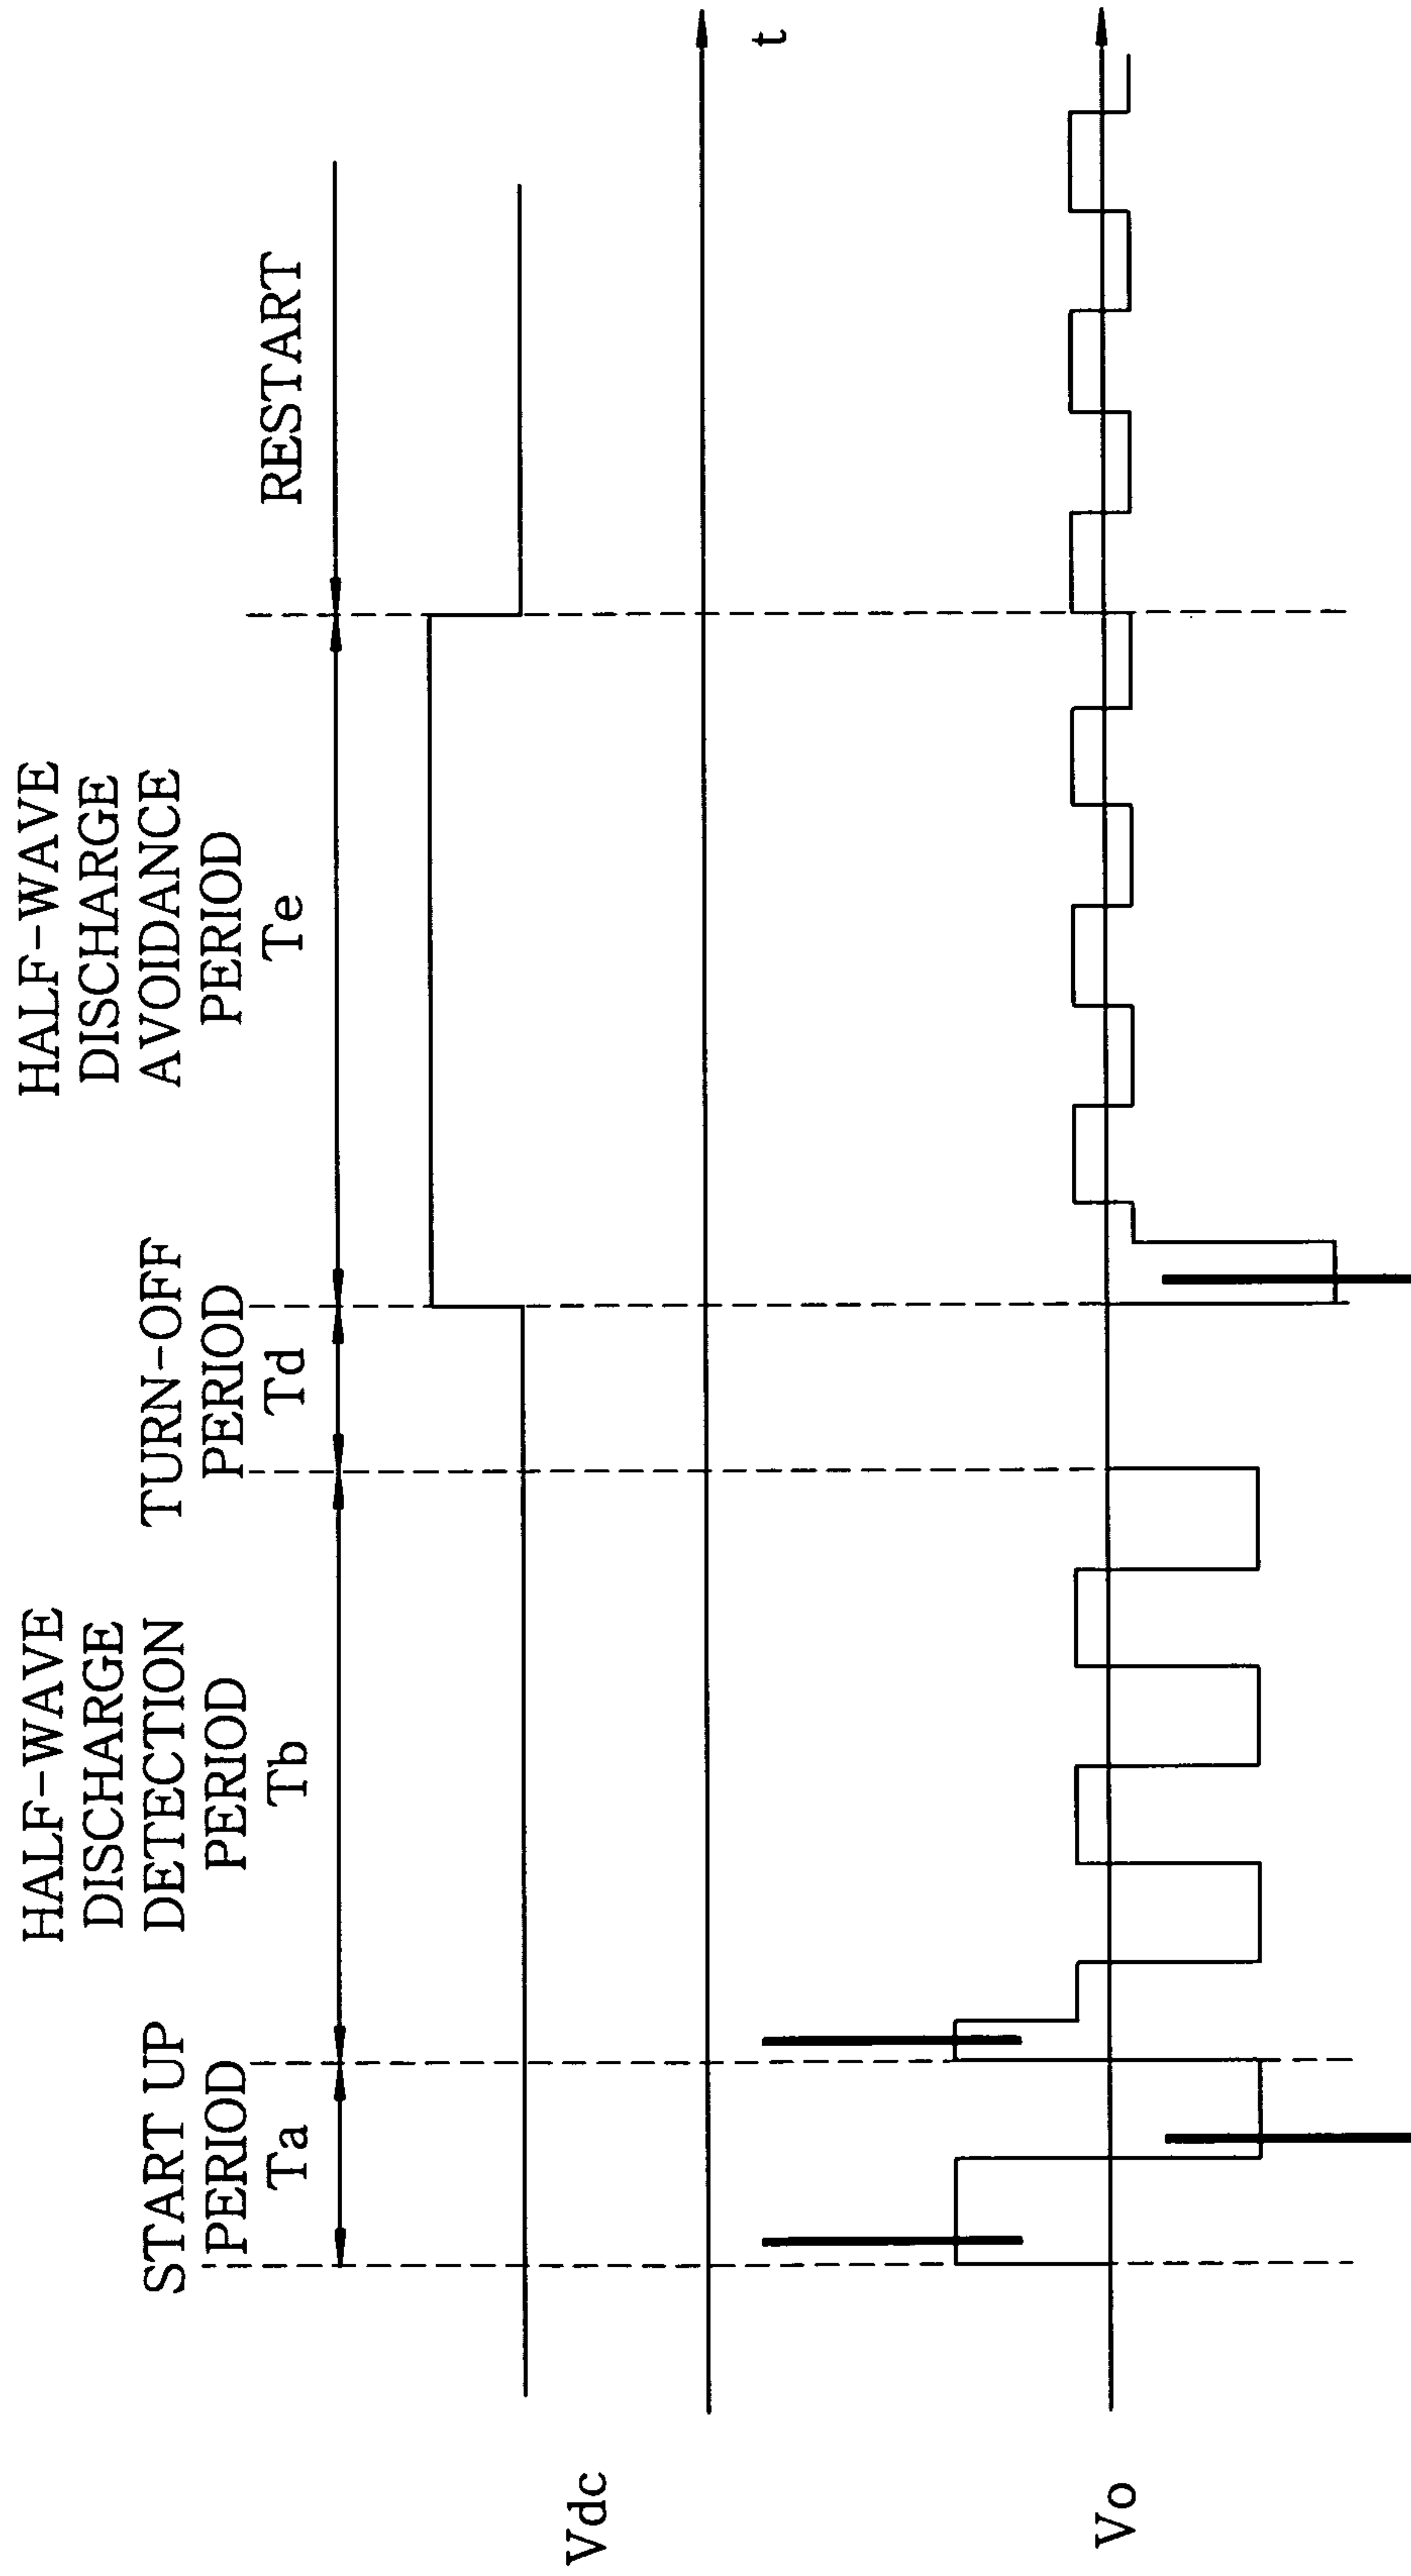 START UP
PERIOD
Ta
HALF-WAVE
DISCHARGE
DETECTION
PERIOD
Tb
TURN-OFF
PERIOD
Td
HALF-WAVE
DISCHARGE
AVOIDANCE
PERIOD
Te
RESTART
Vdc
t
Vo